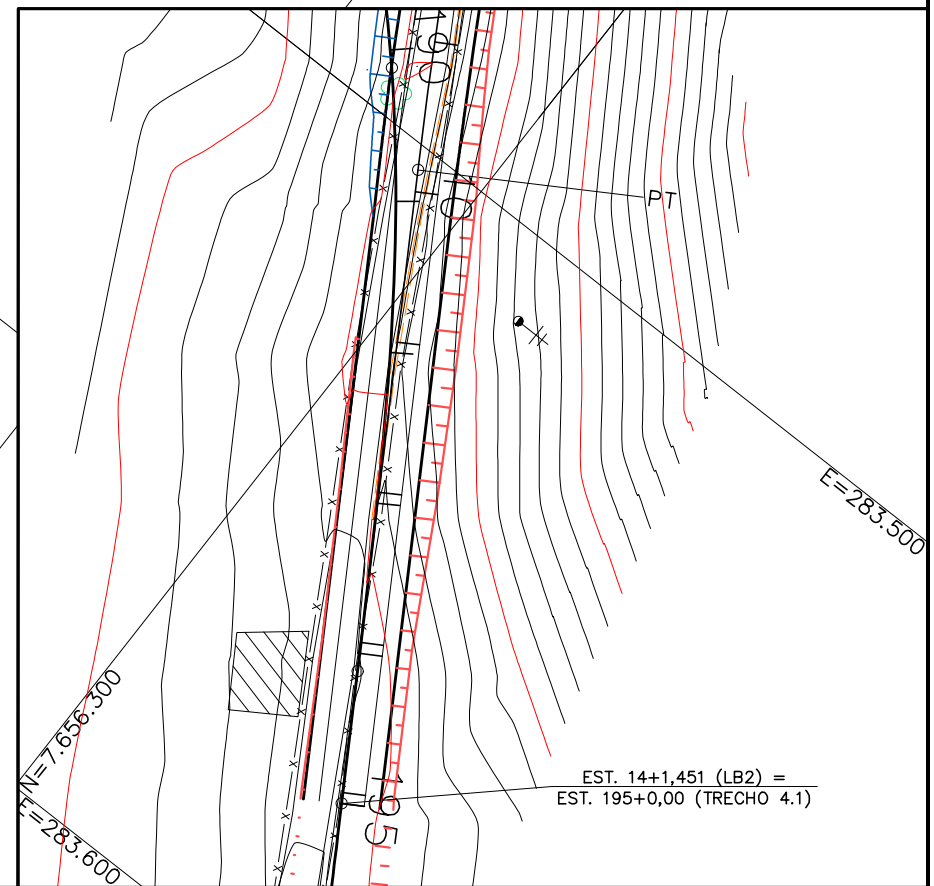 190
10
PT
E=283.500
N=7.656.300
E=283.600
EST. 14+1,451 (LB2) =
EST. 195+0,00 (TRECHO 4.1)
195